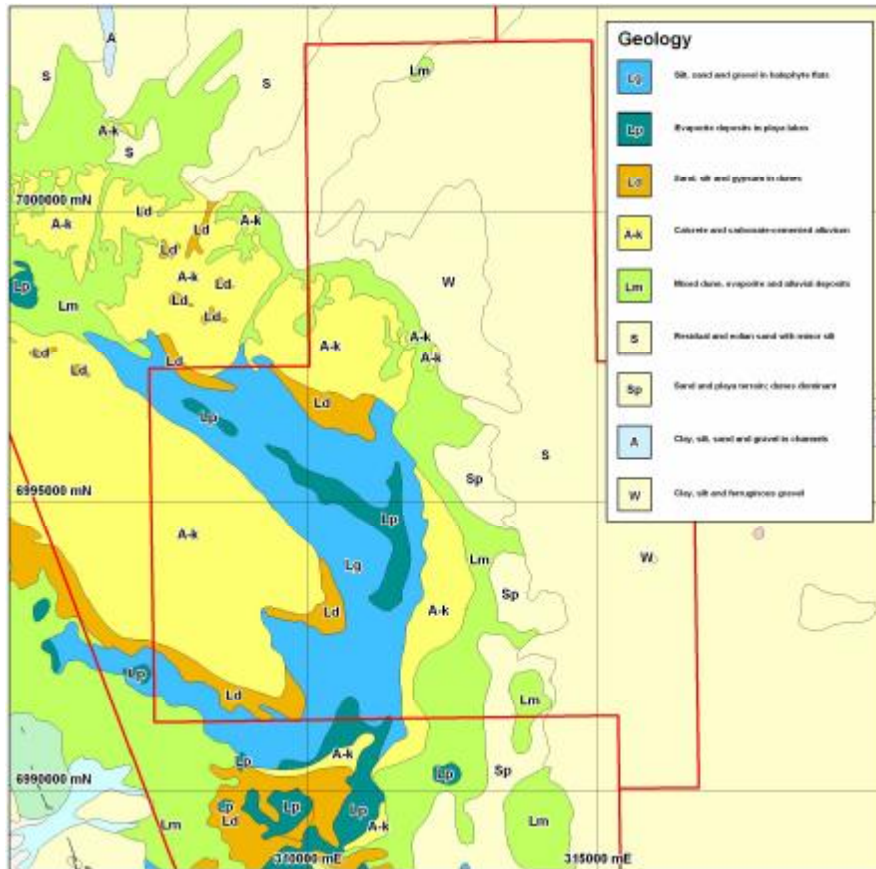 Geology
Lg Silt, sand and gravel in halophyte flats
Lp Evaporite deposits in playa lakes
Ld Sand, silt and gypsum in dunes
A-k Calcrete and carbonate-cemented alluvium
Lm Mixed dune, evaporite and alluvial deposits
S Residual and eolian sand with minor silt
Sp Sand and playa terrain; dunes dominant
A Clay, silt, sand and gravel in channels
W Clay, silt and ferruginous gravel
A
S
S
Lm
A-k
S
7000000 mN
Ld
Ld
A-k
A-k
Ld
A-k
Lp
Ld
W
Lm
Ld
Ld
A-k
A-k
A-k
Ld
Ld
Ld
Lp
Ld
S
Sp
6995000 mN
Lp
A-k
Lg
Lm
W
Sp
Ld
A-k
Lp
Ld
Lm
A-k
Lp
Lp
Sp
6990000 mN
Lp
Lp
Lp
Ld
Lm
A-k
Lm
310000 mE
315000 mE